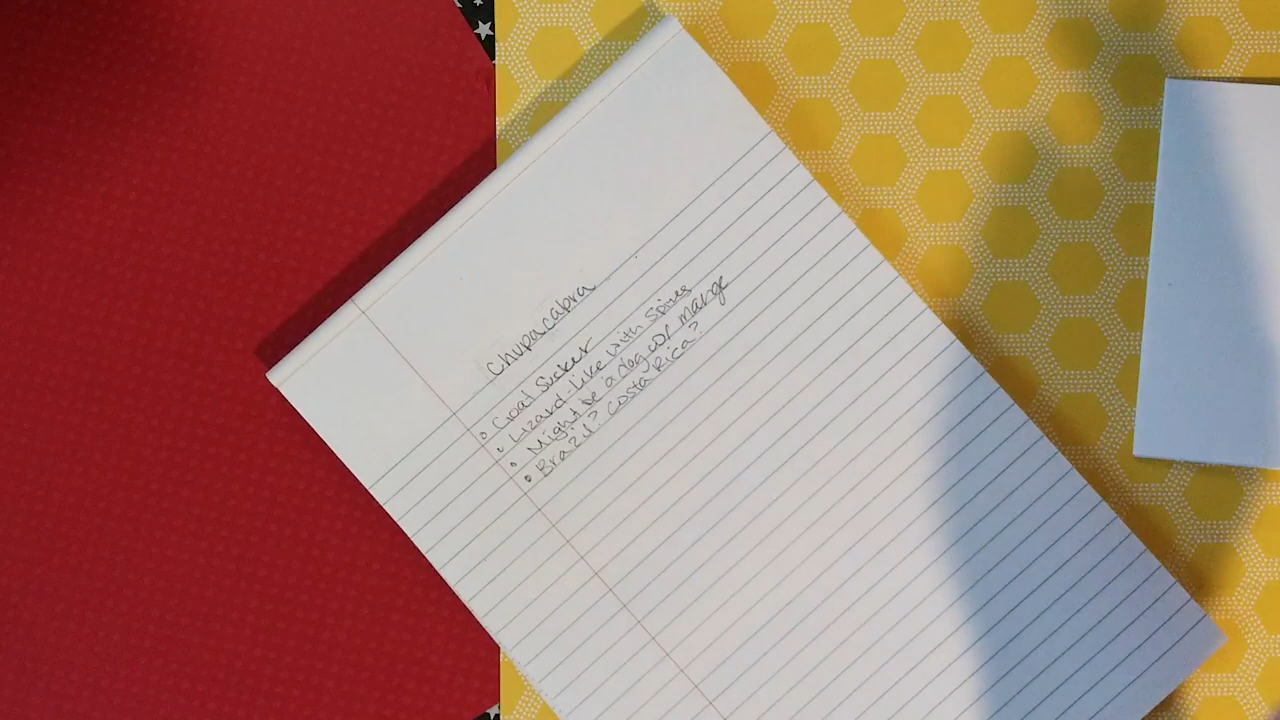 Chupacabra
• Goat Sucker
• Lizard-Like with Spines
• Might be a dog w/ mange
• Brazil? Costa Rica?